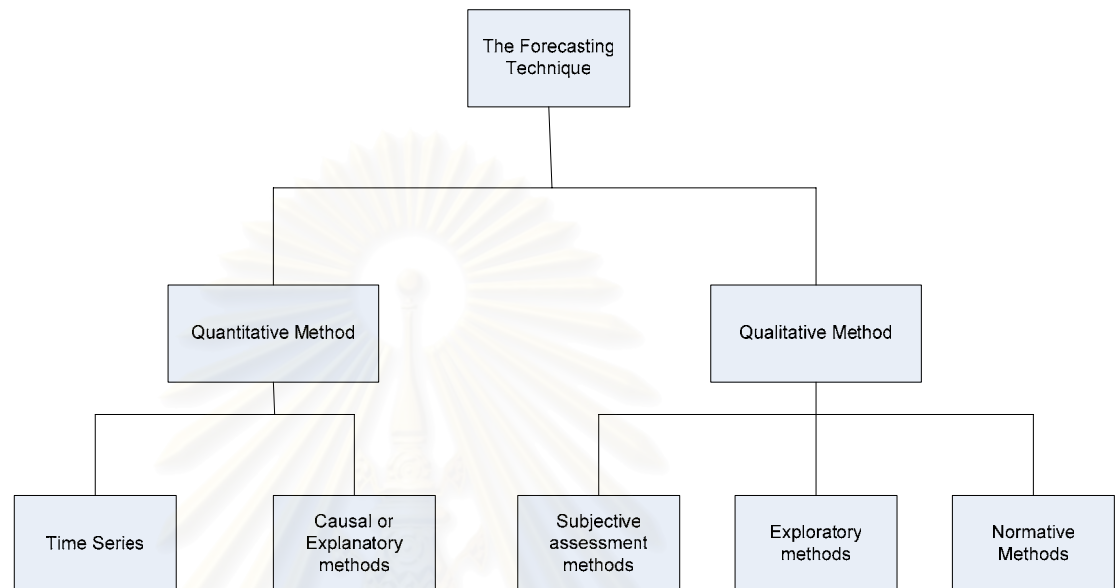 The Forecasting
Technique
Quantitative Method
Qualitative Method
Time Series
Causal or
Explanatory
methods
Subjective
assessment
methods
Exploratory
methods
Normative
Methods